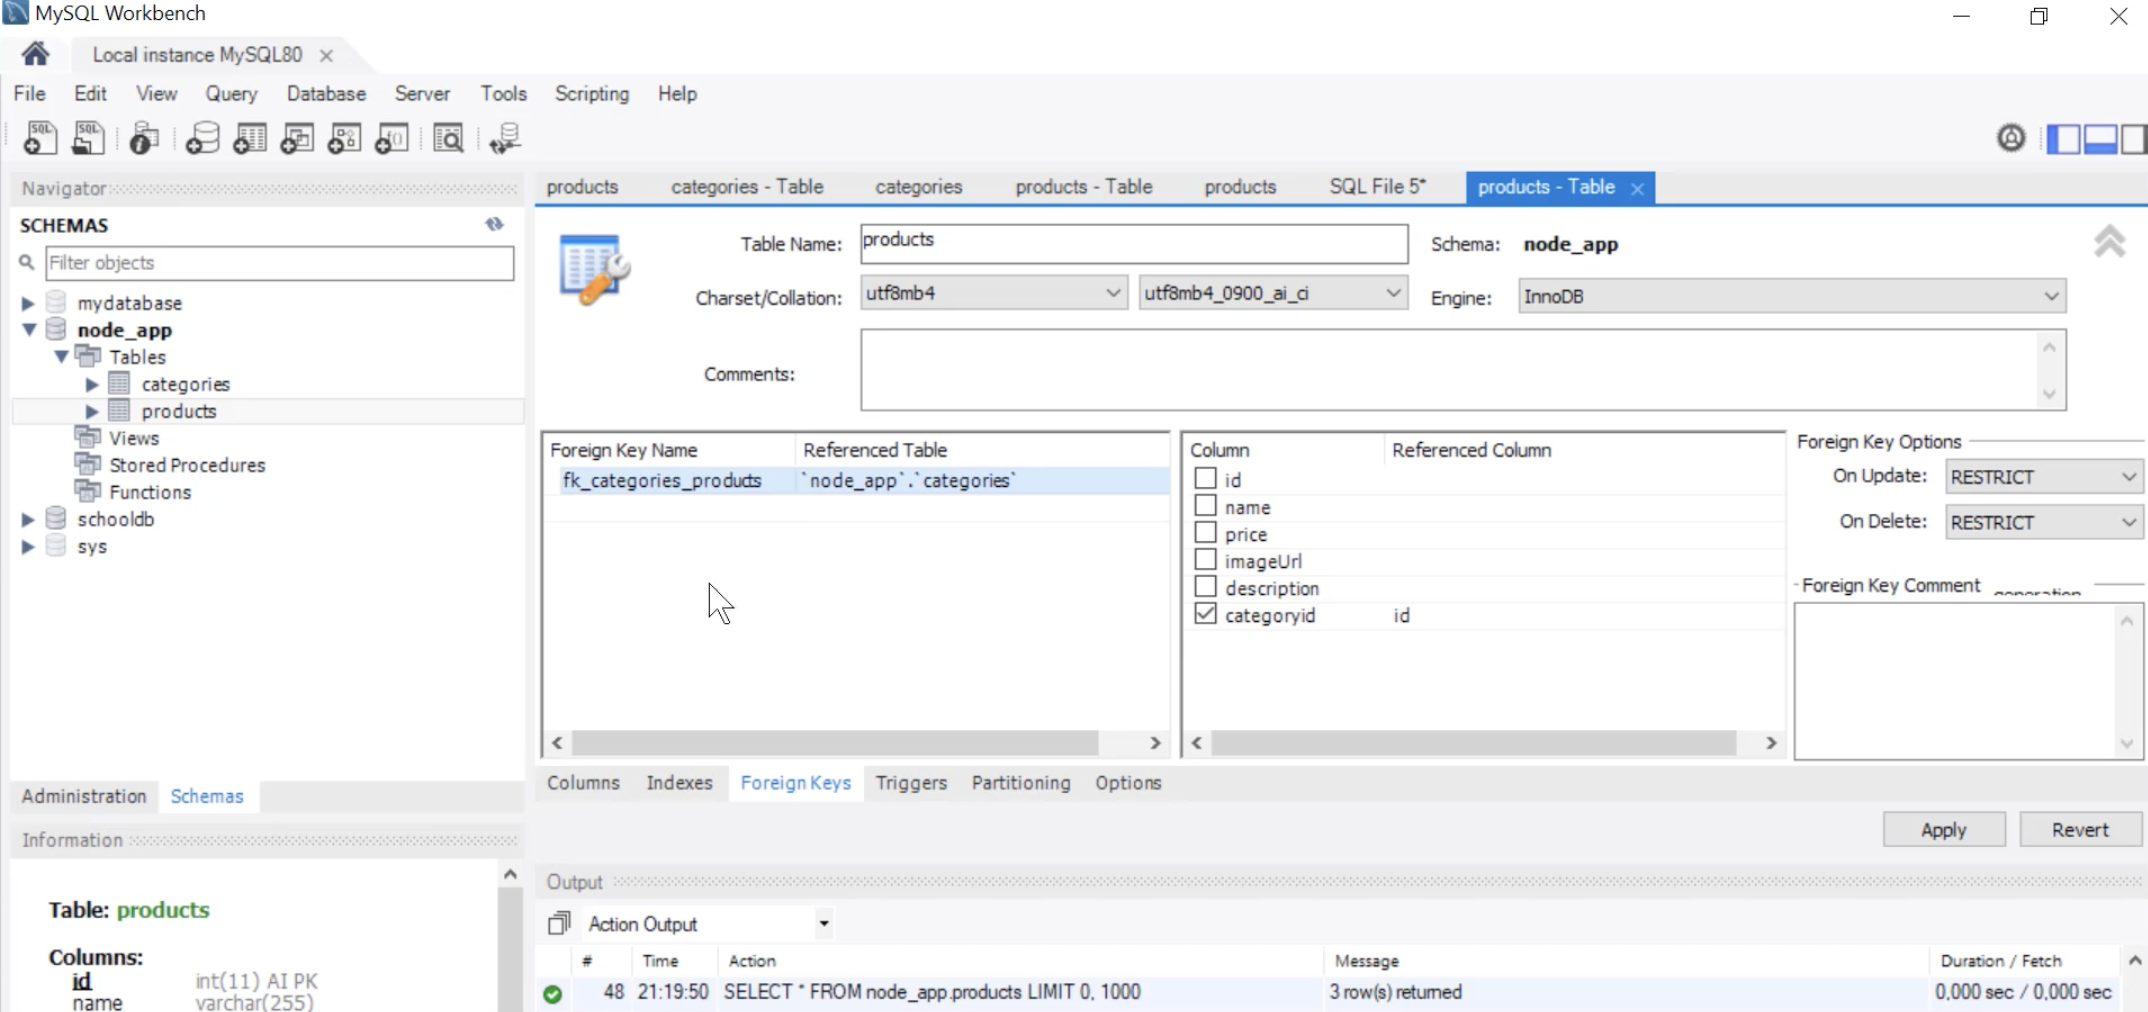 MySQL Workbench
Local instance MySQL80
File Edit View Query Database Server Tools Scripting Help
Navigator
SCHEMAS
Filter objects
mydatabase
node_app
Tables
categories
products
Views
Stored Procedures
Functions
schooldb
sys
Administration Schemas
Information
Table: products
Columns:
id int(11) AI PK
name varchar(255)
products categories - Table categories products - Table products SQL File 5* products - Table
Table Name: products Schema: node_app
Charset/Collation: utf8mb4 utf8mb4_0900_ai_ci Engine: InnoDB
Comments:
Foreign Key Name Referenced Table
fk_categories_products `node_app`.`categories`
Column Referenced Column
id
name
price
imageUrl
description
categoryid id
Foreign Key Options
On Update: RESTRICT
On Delete: RESTRICT
Foreign Key Comment
Columns Indexes Foreign Keys Triggers Partitioning Options
Apply Revert
Output
Action Output
# Time Action Message Duration / Fetch
48 21:19:50 SELECT * FROM node_app.products LIMIT 0, 1000 3 row(s) returned 0,000 sec / 0,000 sec